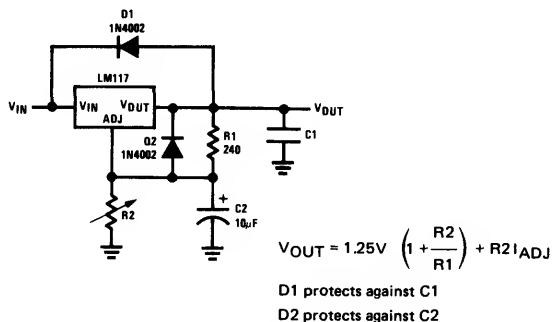 D1
1N4002
LM117
VIN
VIN VOUT
ADJ
VOUT
Q2
1N4002
R1
240
C1
R2
+
C2
10μF
VOUT = 1.25V (1 + R2/R1) + R2 IADJ
D1 protects against C1
D2 protects against C2